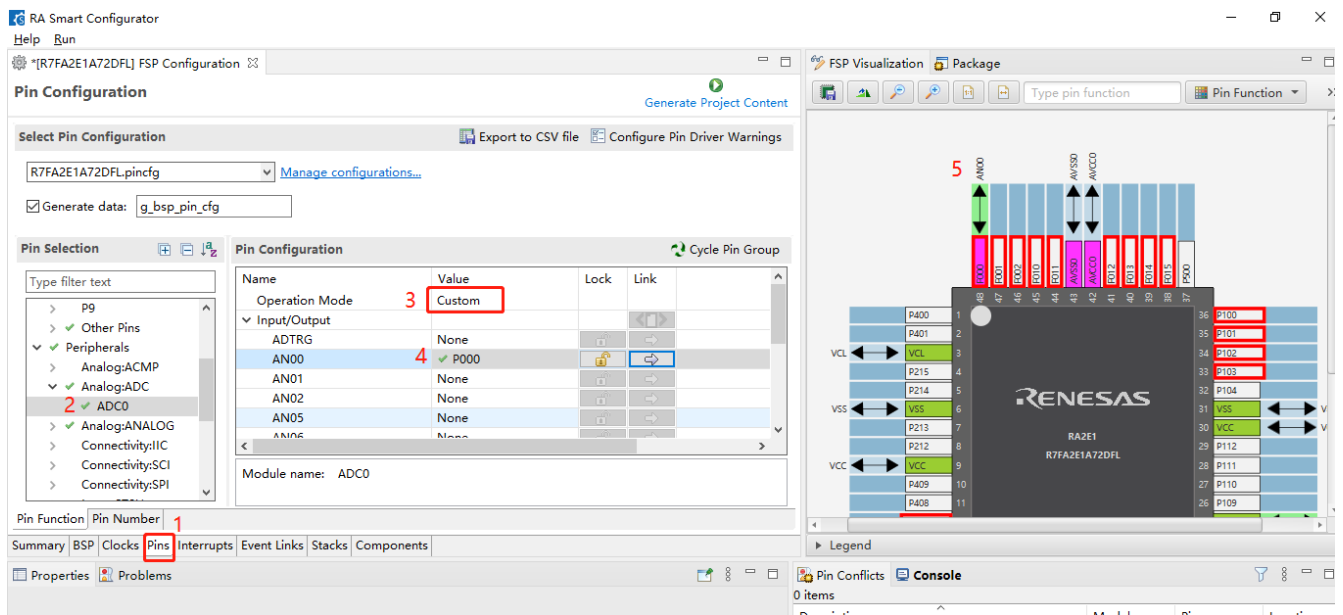 RA Smart Configurator
Help Run
*[R7FA2E1A72DFL] FSP Configuration
Pin Configuration
Generate Project Content
Select Pin Configuration
Export to CSV file
Configure Pin Driver Warnings
R7FA2E1A72DFL.pincfg
Manage configurations...
Generate data:
g_bsp_pin_cfg
Pin Selection
Type filter text
P9
Other Pins
Peripherals
Analog:ACMP
Analog:ADC
2 ADC0
Analog:ANALOG
Connectivity:IIC
Connectivity:SCI
Connectivity:SPI
Pin Configuration
Cycle Pin Group
Name Value Lock Link
Operation Mode 3 Custom
Input/Output
ADTRG None
AN00 4 P000
AN01 None
AN02 None
AN05 None
AN06 None
Module name: ADC0
Pin Function Pin Number
1
Summary BSP Clocks Pins Interrupts Event Links Stacks Components
Properties Problems
FSP Visualization Package
Type pin function
Pin Function
5
AN00
AVSS0
AVCC0
P000
P001
P002
P010
P011
AVSS0
AVCC0
P012
P013
P014
P015
P500
48 47 46 45 44 43 42 41 40 39 38 37
P400 1
P401 2
VCL VCL 3
P215 4
P214 5
VSS VSS 6
P213 7
P212 8
VCC VCC 9
P409 10
P408 11
RENESAS
RA2E1
R7FA2E1A72DFL
36 P100
35 P101
34 P102
33 P103
32 P104
31 VSS V
30 VCC V
29 P112
28 P111
27 P110
26 P109
Legend
Pin Conflicts Console
0 items